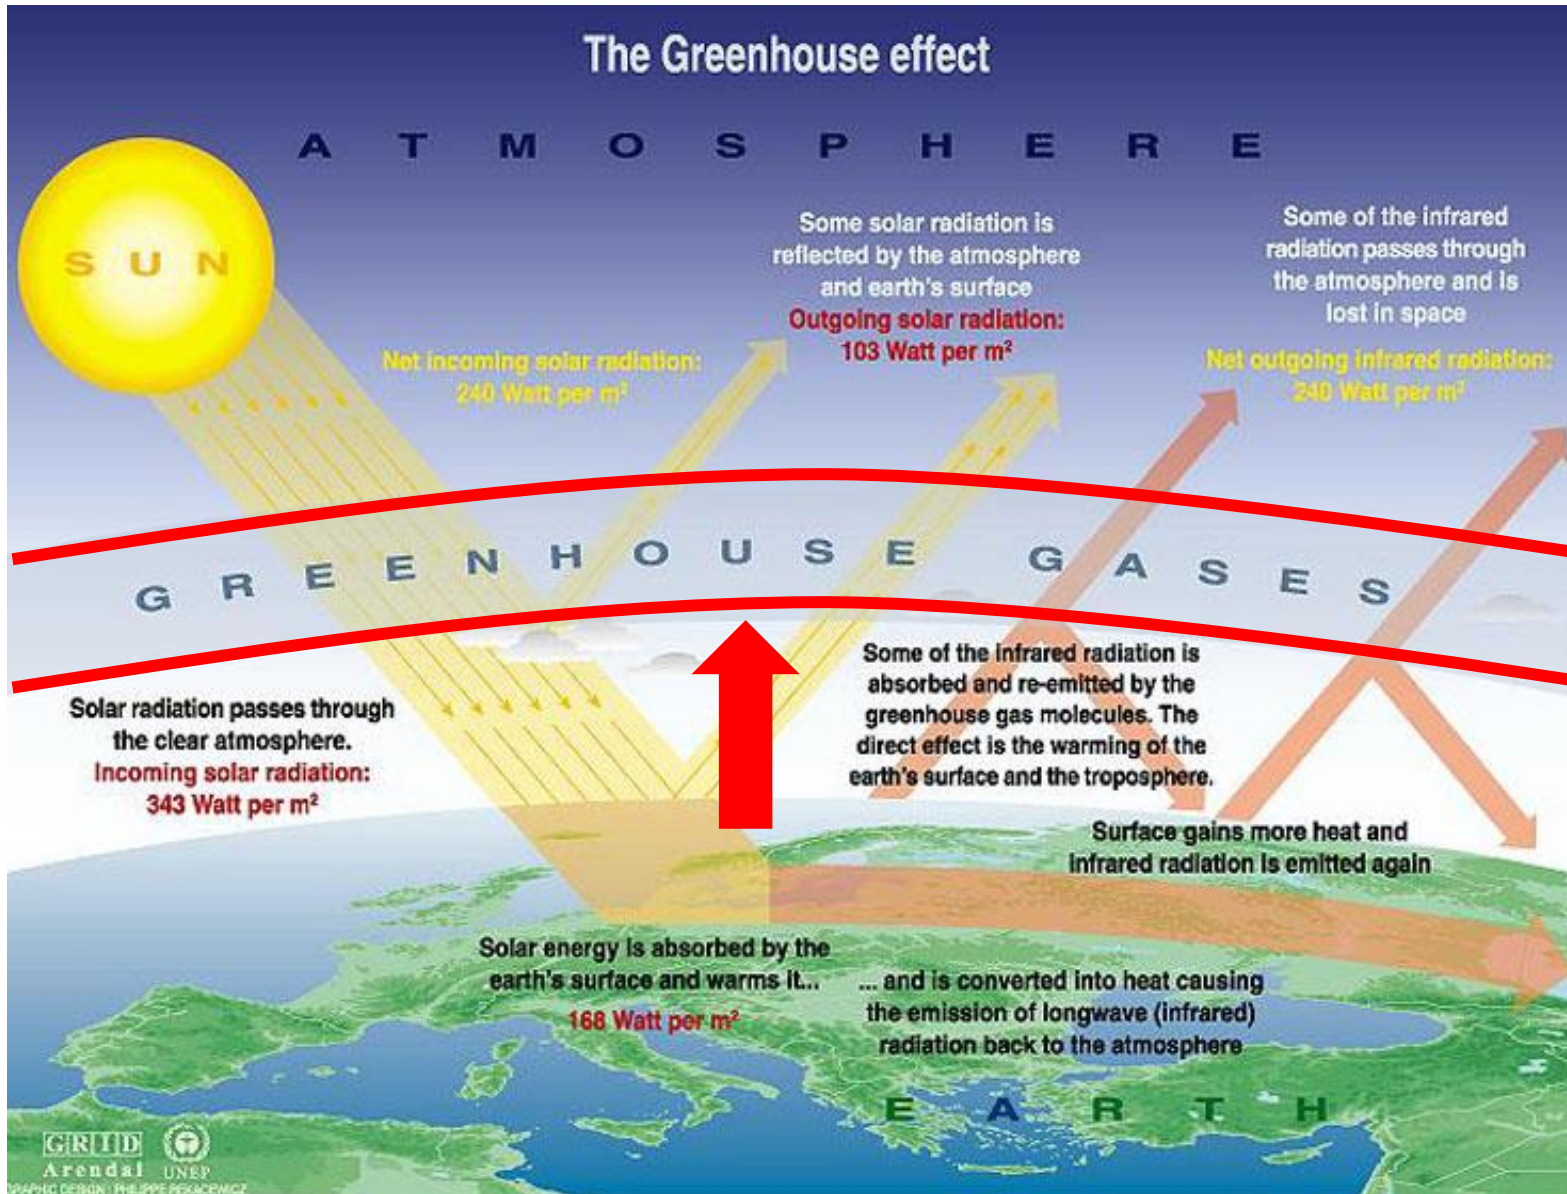 The Greenhouse effect
A T M O S P H E R E
S U N
Some solar radiation is
reflected by the atmosphere
and earth's surface
Outgoing solar radiation:
103 Watt per m²
Some of the infrared
radiation passes through
the atmosphere and is
lost in space
Net outgoing infrared radiation:
240 Watt per m²
Net incoming solar radiation:
240 Watt per m²
G R E E N H O U S E G A S E S
Solar radiation passes through
the clear atmosphere.
Incoming solar radiation:
343 Watt per m²
Some of the infrared radiation is
absorbed and re-emitted by the
greenhouse gas molecules. The
direct effect is the warming of the
earth's surface and the troposphere.
Surface gains more heat and
infrared radiation is emitted again
Solar energy is absorbed by the
earth's surface and warms it...
168 Watt per m²
... and is converted into heat causing
the emission of longwave (infrared)
radiation back to the atmosphere
E A R T H
GRID
Arendal UNEP
GRAPHIC DESIGN : PHILIPPE REKACEWICZ